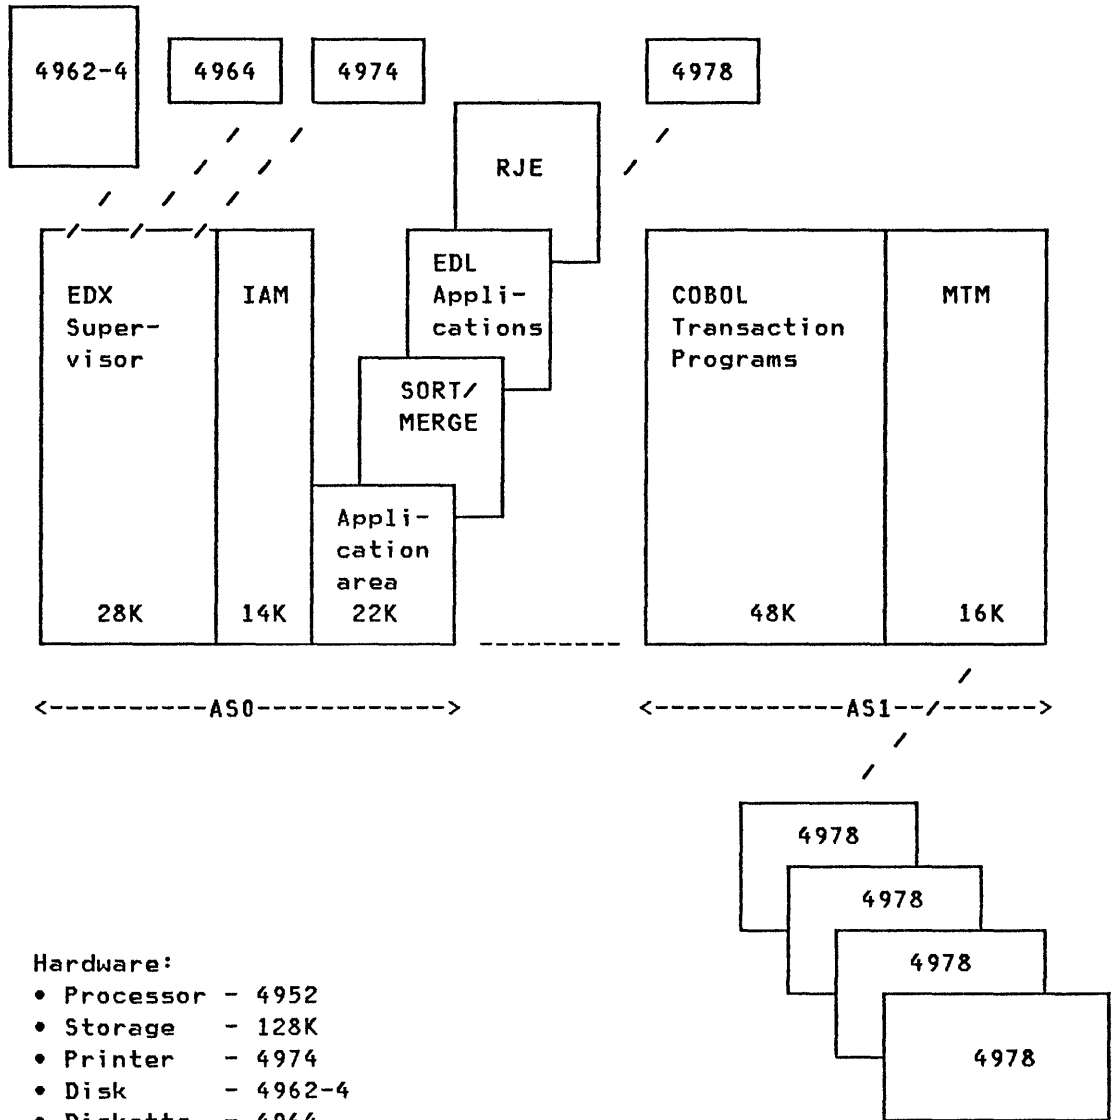 4962-4
4964
4974
4978
RJE
EDL
Appli-
cations
SORT/
MERGE
EDX
Super-
visor
28K
IAM
14K
Appli-
cation
area
22K
COBOL
Transaction
Programs
48K
MTM
16K
<----------AS0------------>
<------------AS1--/------>
4978
4978
4978
4978
Hardware:
• Processor - 4952
• Storage - 128K
• Printer - 4974
• Disk - 4962-4
• Diskette - 4964